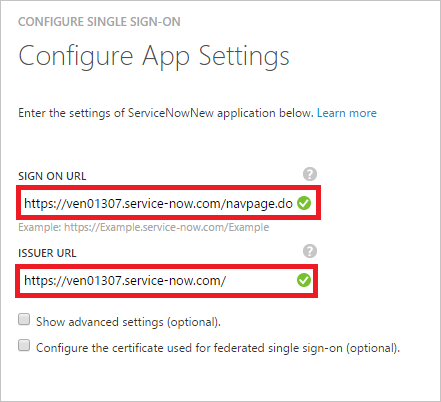 CONFIGURE SINGLE SIGN-ON
Configure App Settings
Enter the settings of ServiceNowNew application below. Learn more
SIGN ON URL
?
https://ven01307.service-now.com/navpage.do
Example: https://Example.service-now.com/Example
ISSUER URL
?
https://ven01307.service-now.com/
Show advanced settings (optional).
Configure the certificate used for federated single sign-on (optional).